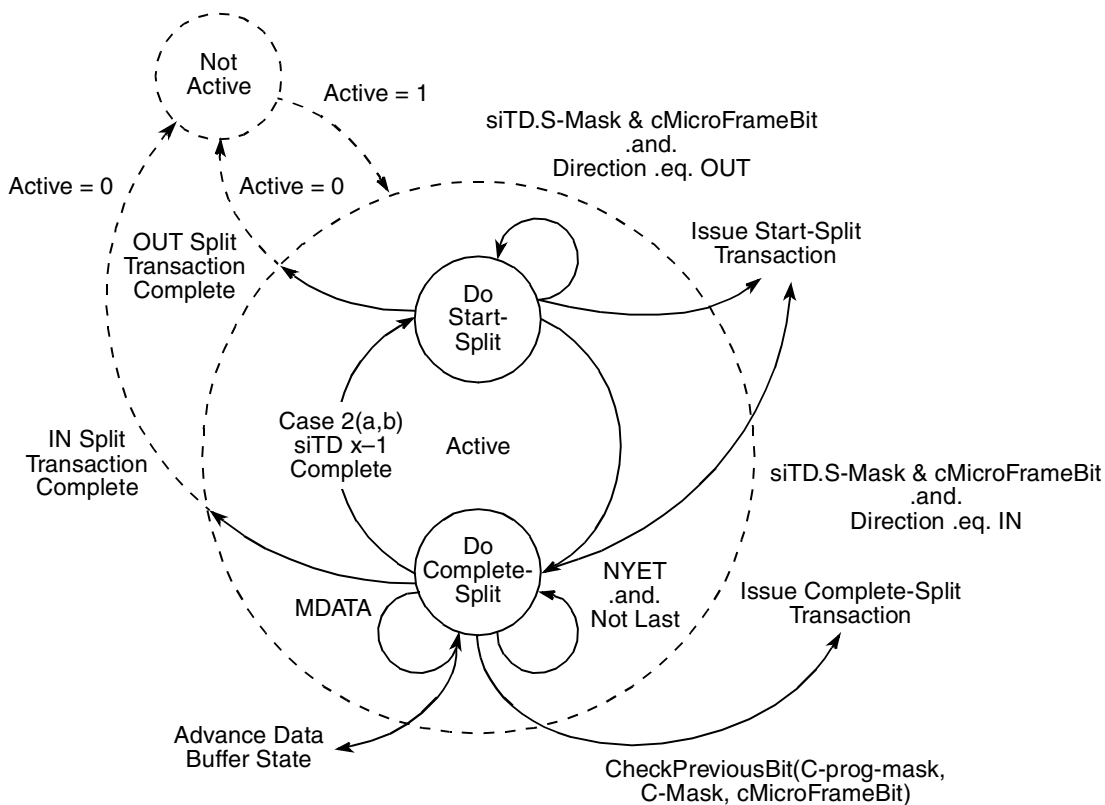 Not
Active
Active = 1
siTD.S-Mask & cMicroFrameBit
.and.
Direction .eq. OUT
Active = 0
Active = 0
OUT Split
Transaction
Complete
Issue Start-Split
Transaction
Do
Start-
Split
Case 2(a,b)
siTD x–1
Complete
Active
IN Split
Transaction
Complete
siTD.S-Mask & cMicroFrameBit
.and.
Direction .eq. IN
Do
Complete-
Split
MDATA
NYET
.and.
Not Last
Issue Complete-Split
Transaction
Advance Data
Buffer State
CheckPreviousBit(C-prog-mask,
C-Mask, cMicroFrameBit)